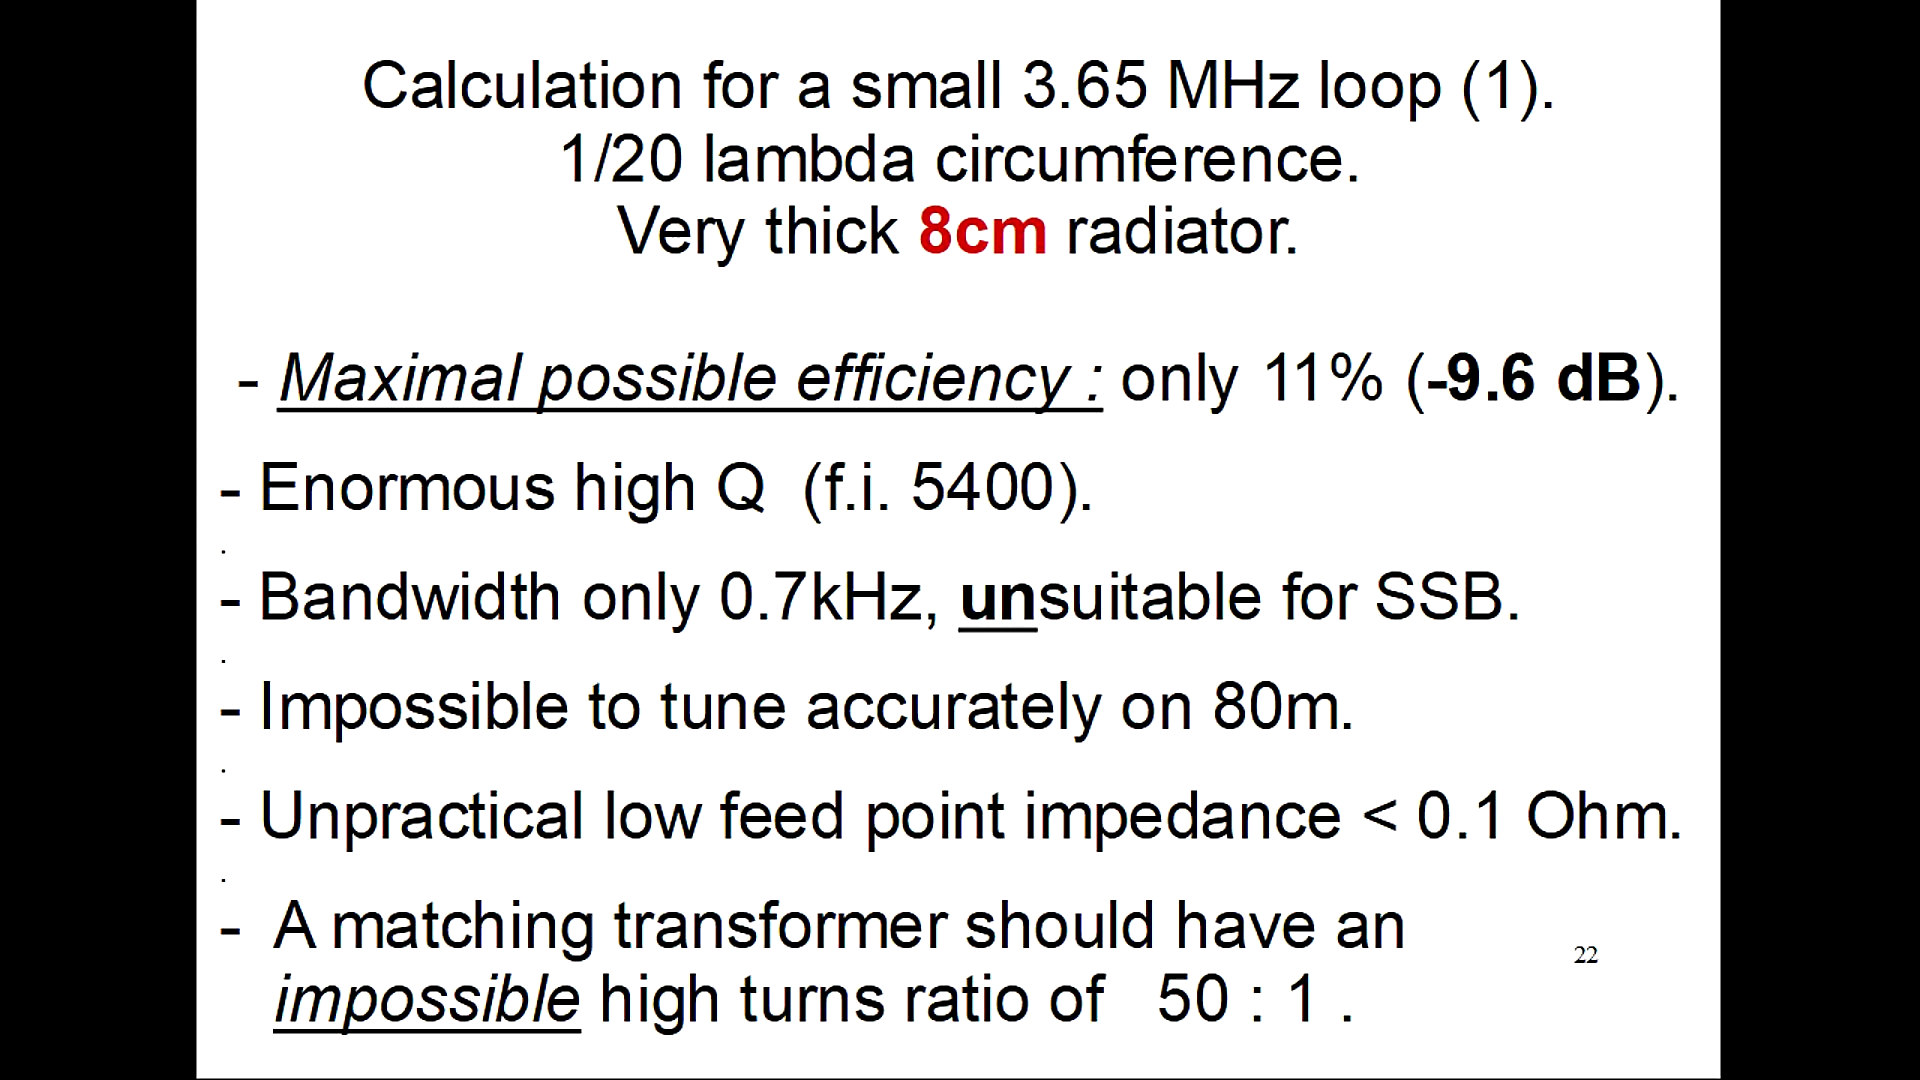 Calculation for a small 3.65 MHz loop (1).
1/20 lambda circumference.
Very thick 8cm radiator.
- Maximal possible efficiency : only 11% (-9.6 dB).
- Enormous high Q (f.i. 5400).
.
- Bandwidth only 0.7kHz, unsuitable for SSB.
.
- Impossible to tune accurately on 80m.
.
- Unpractical low feed point impedance < 0.1 Ohm.
.
- A matching transformer should have an
impossible high turns ratio of 50 : 1 .
22